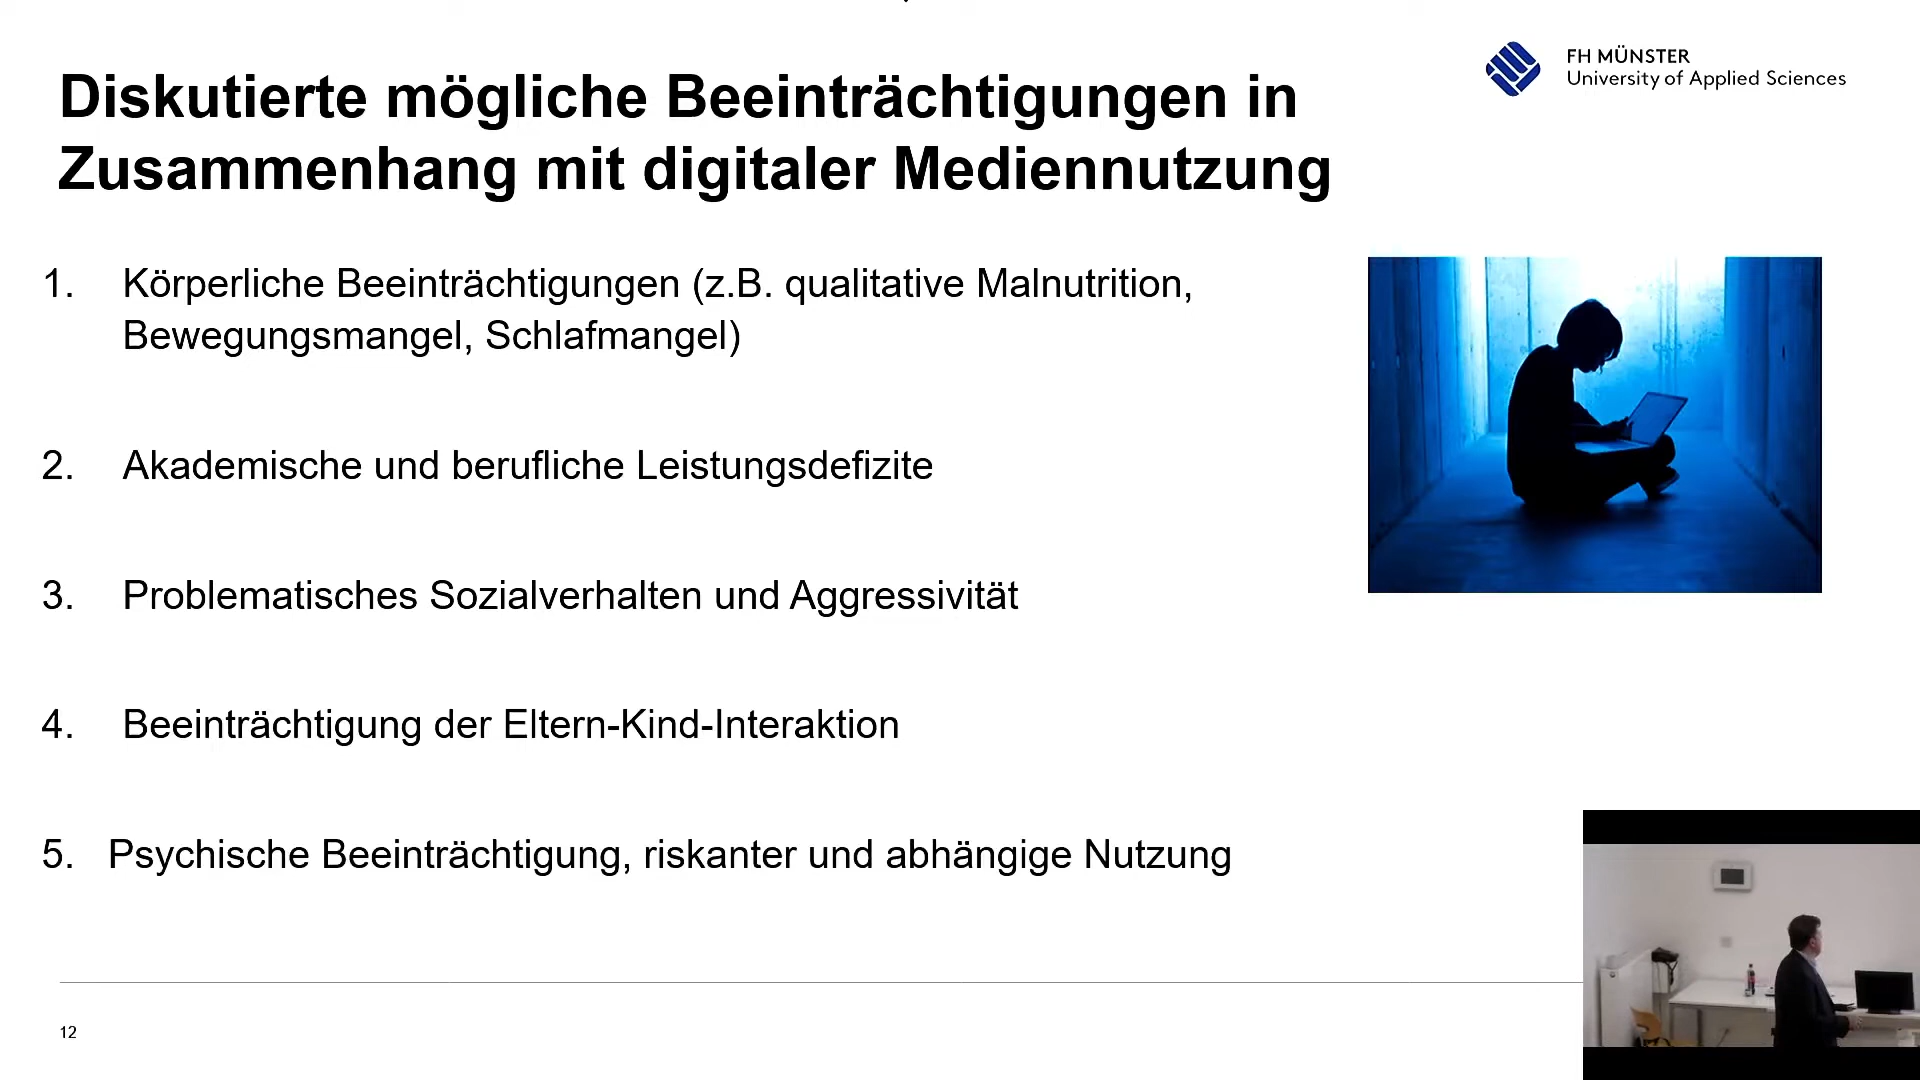 Diskutierte mögliche Beeinträchtigungen in
Zusammenhang mit digitaler Mediennutzung
FH MÜNSTER
University of Applied Sciences
1. Körperliche Beeinträchtigungen (z.B. qualitative Malnutrition,
Bewegungsmangel, Schlafmangel)
2. Akademische und berufliche Leistungsdefizite
3. Problematisches Sozialverhalten und Aggressivität
4. Beeinträchtigung der Eltern-Kind-Interaktion
5. Psychische Beeinträchtigung, riskanter und abhängige Nutzung
12